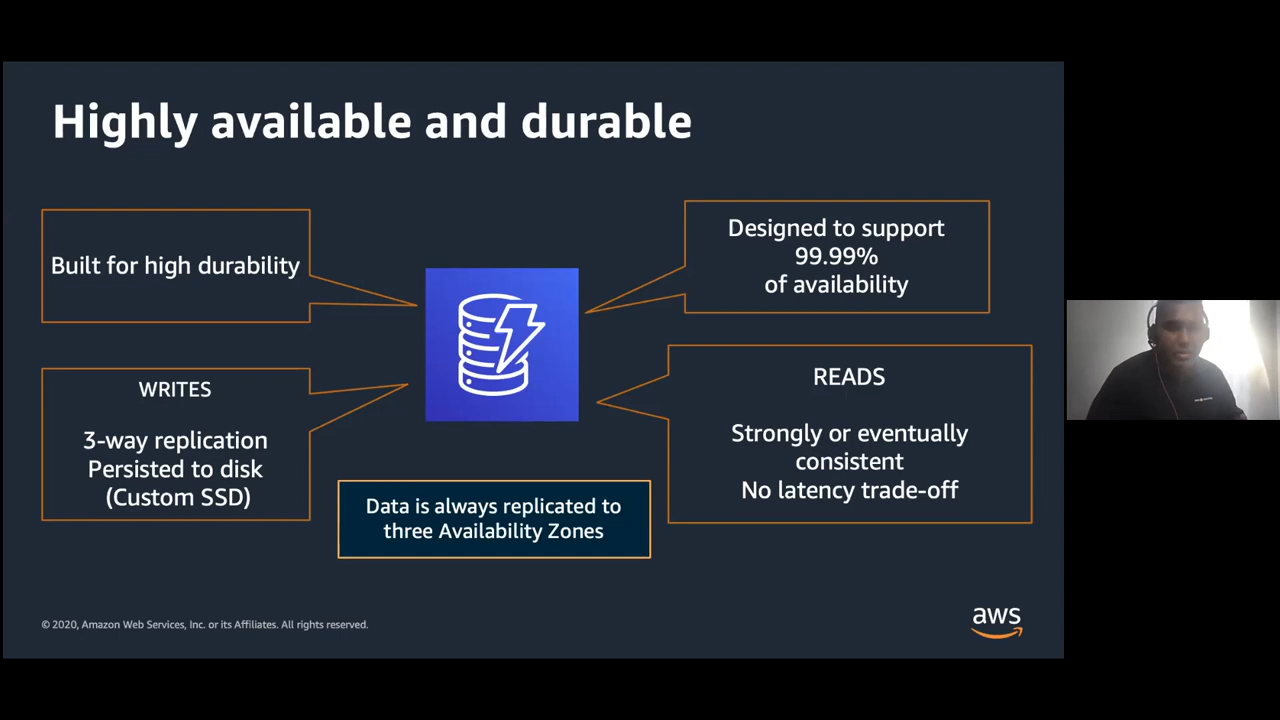 Highly available and durable
Built for high durability
Designed to support
99.99%
of availability
WRITES
3-way replication
Persisted to disk
(Custom SSD)
READS
Strongly or eventually
consistent
No latency trade-off
Data is always replicated to
three Availability Zones
© 2020, Amazon Web Services, Inc. or its Affiliates. All rights reserved.
aws